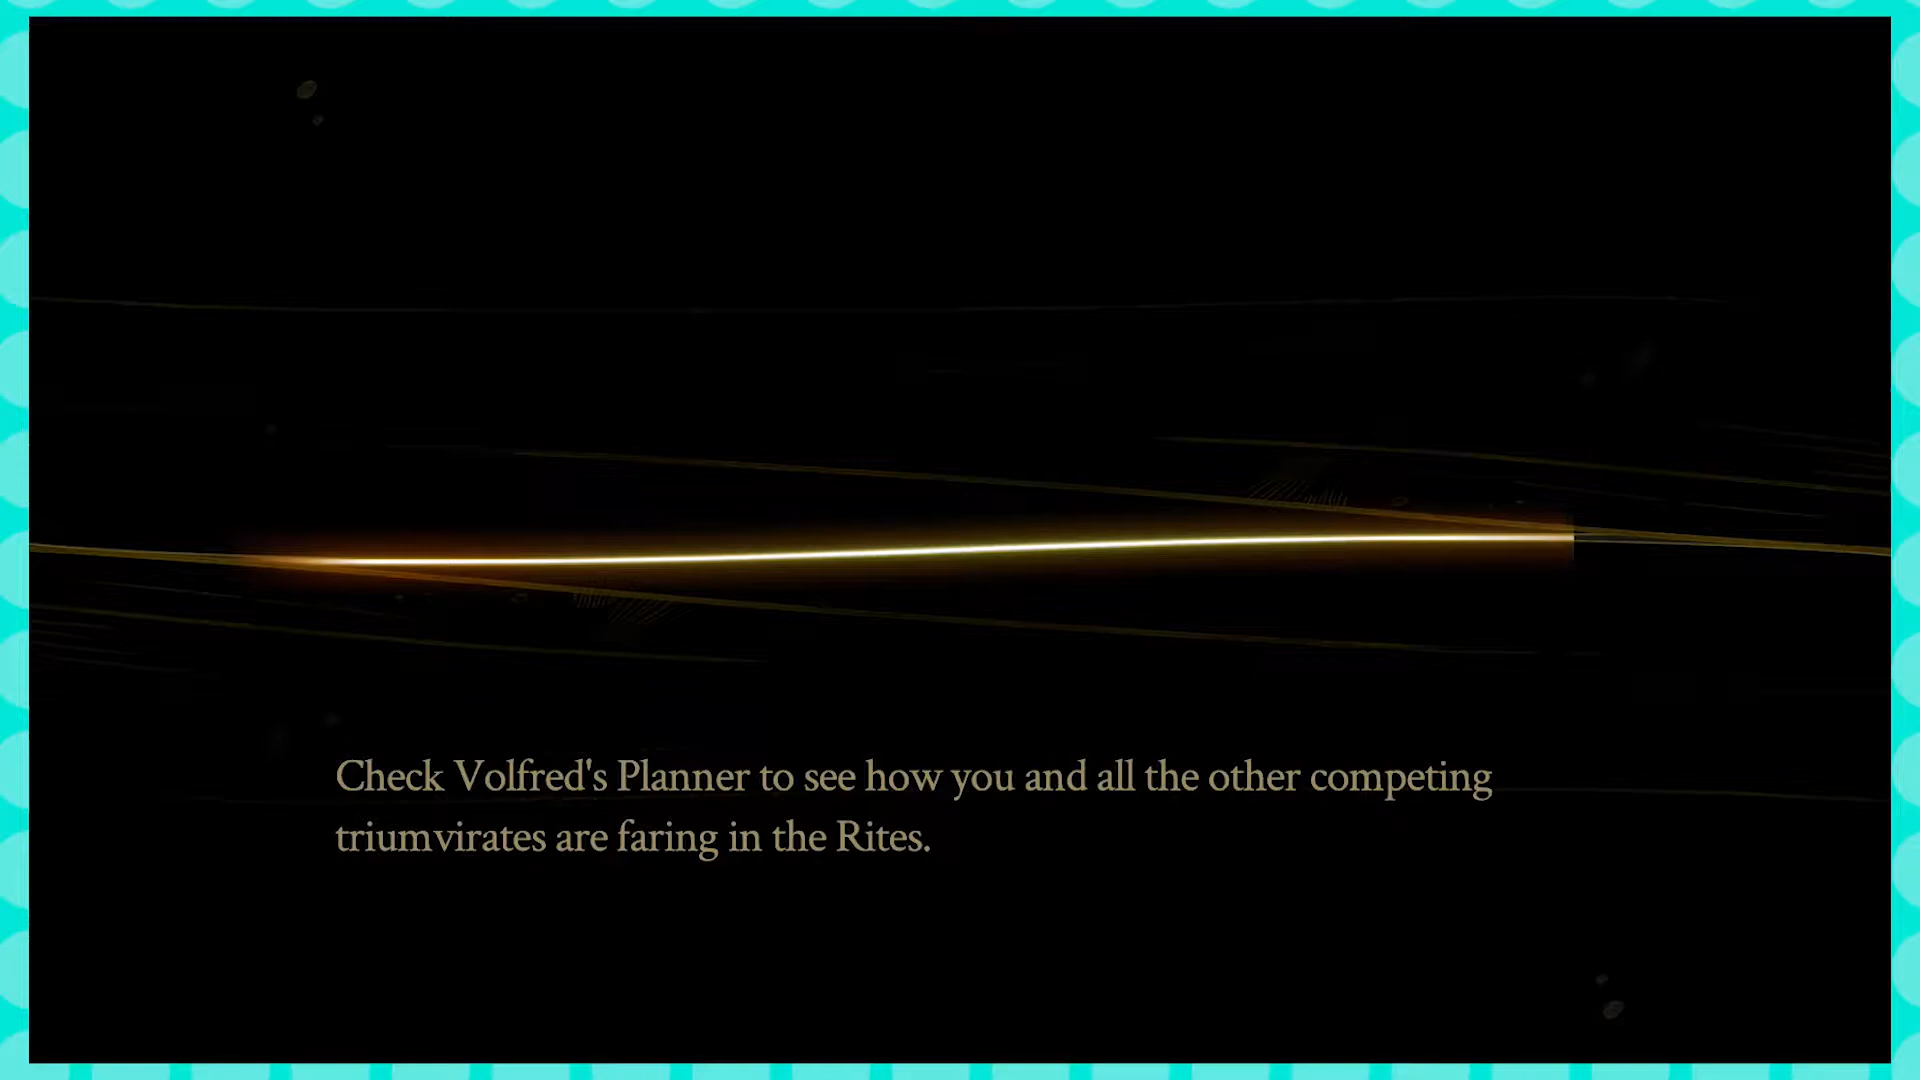 Check Volfred's Planner to see how you and all the other competing
triumvirates are faring in the Rites.